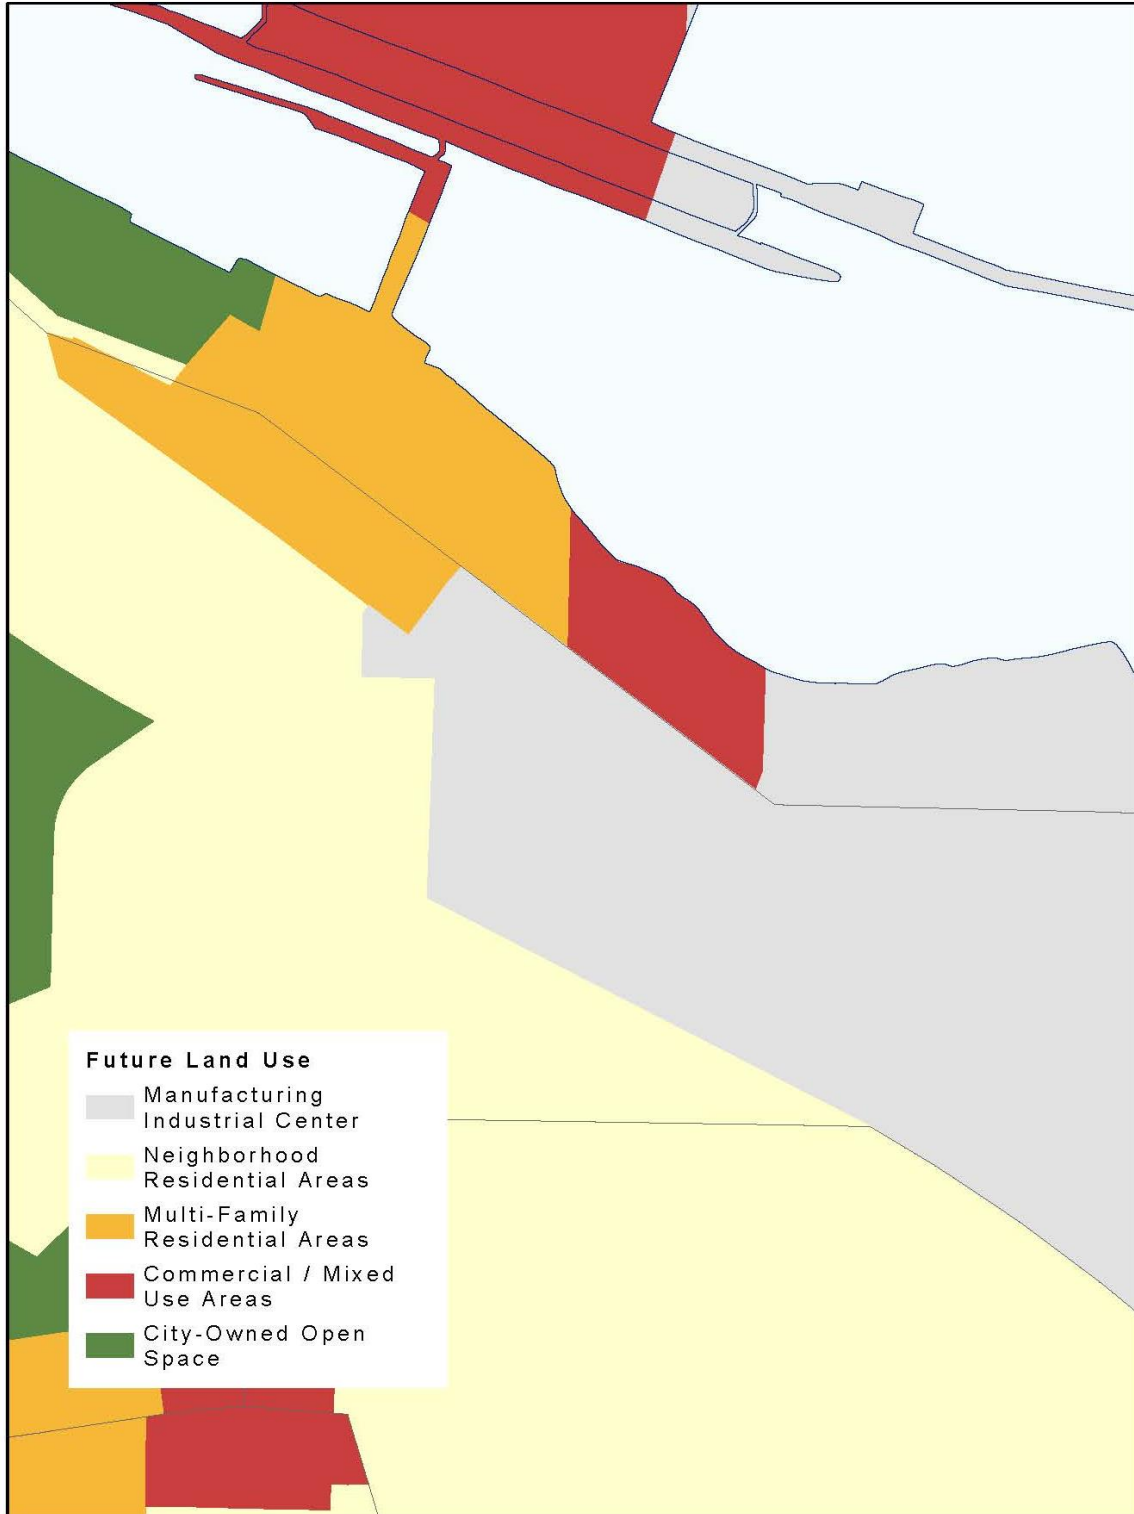 Future Land Use
Manufacturing
Industrial Center
Neighborhood
Residential Areas
Multi-Family
Residential Areas
Commercial / Mixed
Use Areas
City-Owned Open
Space